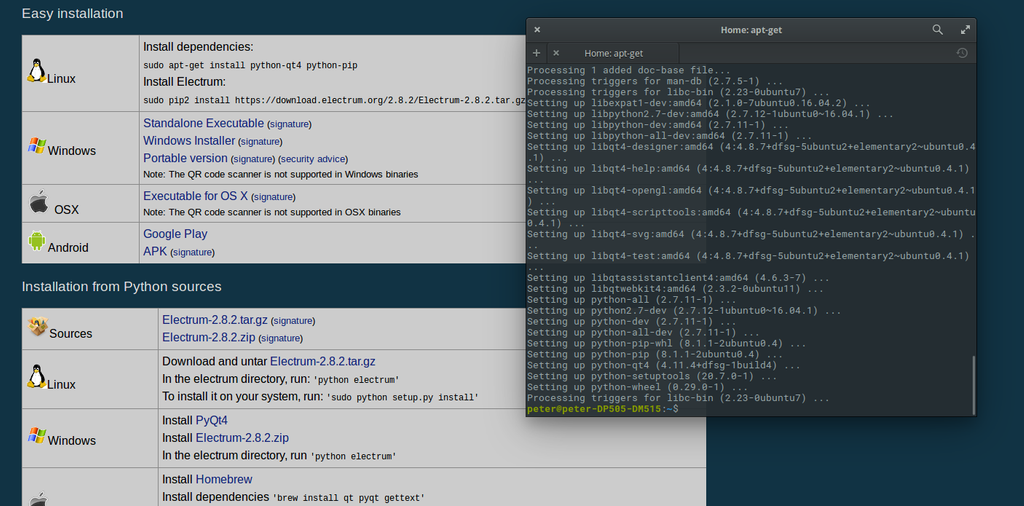 Easy installation
Linux
Install dependencies:
sudo apt-get install python-qt4 python-pip
Install Electrum:
sudo pip2 install https://download.electrum.org/2.8.2/Electrum-2.8.2.tar.gz
Windows
Standalone Executable (signature)
Windows Installer (signature)
Portable version (signature) (security advice)
Note: The QR code scanner is not supported in Windows binaries
OSX
Executable for OS X (signature)
Note: The QR code scanner is not supported in OSX binaries
Android
Google Play
APK (signature)
Installation from Python sources
Sources
Electrum-2.8.2.tar.gz (signature)
Electrum-2.8.2.zip (signature)
Linux
Download and untar Electrum-2.8.2.tar.gz
In the electrum directory, run: 'python electrum'
To install it on your system, run: 'sudo python setup.py install'
Windows
Install PyQt4
Install Electrum-2.8.2.zip
In the electrum directory, run 'python electrum'
Install Homebrew
Install dependencies 'brew install qt pyqt gettext'
Home: apt-get
Home: apt-get
Processing 1 added doc-base file...
Processing triggers for man-db (2.7.5-1) ...
Processing triggers for libc-bin (2.23-0ubuntu7) ...
Setting up libexpat1-dev:amd64 (2.1.0-7ubuntu0.16.04.2) ...
Setting up libpython2.7-dev:amd64 (2.7.12-1ubuntu0~16.04.1) ...
Setting up libpython-dev:amd64 (2.7.11-1) ...
Setting up libpython-all-dev:amd64 (2.7.11-1) ...
Setting up libqt4-designer:amd64 (4:4.8.7+dfsg-5ubuntu2+elementary2~ubuntu0.4
.1) ...
Setting up libqt4-help:amd64 (4:4.8.7+dfsg-5ubuntu2+elementary2~ubuntu0.4.1)
...
Setting up libqt4-opengl:amd64 (4:4.8.7+dfsg-5ubuntu2+elementary2~ubuntu0.4.1
) ...
Setting up libqt4-scripttools:amd64 (4:4.8.7+dfsg-5ubuntu2+elementary2~ubuntu
0.4.1) ...
Setting up libqt4-svg:amd64 (4:4.8.7+dfsg-5ubuntu2+elementary2~ubuntu0.4.1) .
..
Setting up libqt4-test:amd64 (4:4.8.7+dfsg-5ubuntu2+elementary2~ubuntu0.4.1)
...
Setting up libqtassistantclient4:amd64 (4.6.3-7) ...
Setting up libqtwebkit4:amd64 (2.3.2-0ubuntu11) ...
Setting up python-all (2.7.11-1) ...
Setting up python2.7-dev (2.7.12-1ubuntu0~16.04.1) ...
Setting up python-dev (2.7.11-1) ...
Setting up python-all-dev (2.7.11-1) ...
Setting up python-pip-whl (8.1.1-2ubuntu0.4) ...
Setting up python-pip (8.1.1-2ubuntu0.4) ...
Setting up python-qt4 (4.11.4+dfsg-1build4) ...
Setting up python-setuptools (20.7.0-1) ...
Setting up python-wheel (0.29.0-1) ...
Processing triggers for libc-bin (2.23-0ubuntu7) ...
peter@peter-DP505-DM515:~$